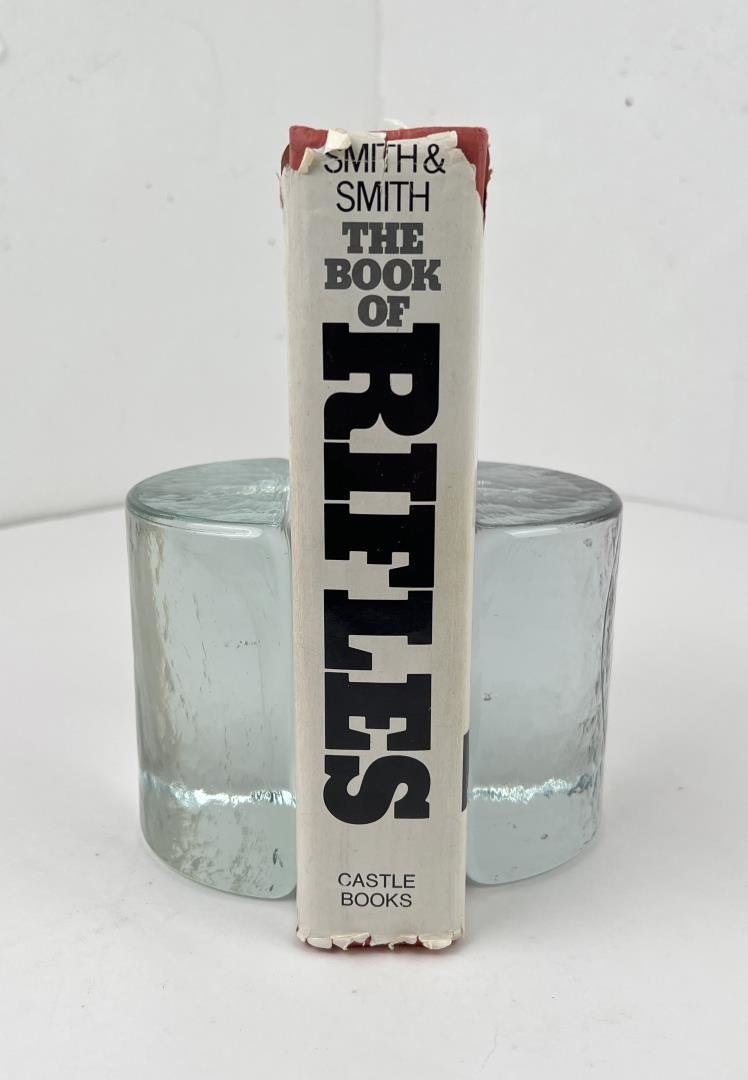 SMITH &
SMITH
THE
BOOK
OF
RIFLES
CASTLE
BOOKS